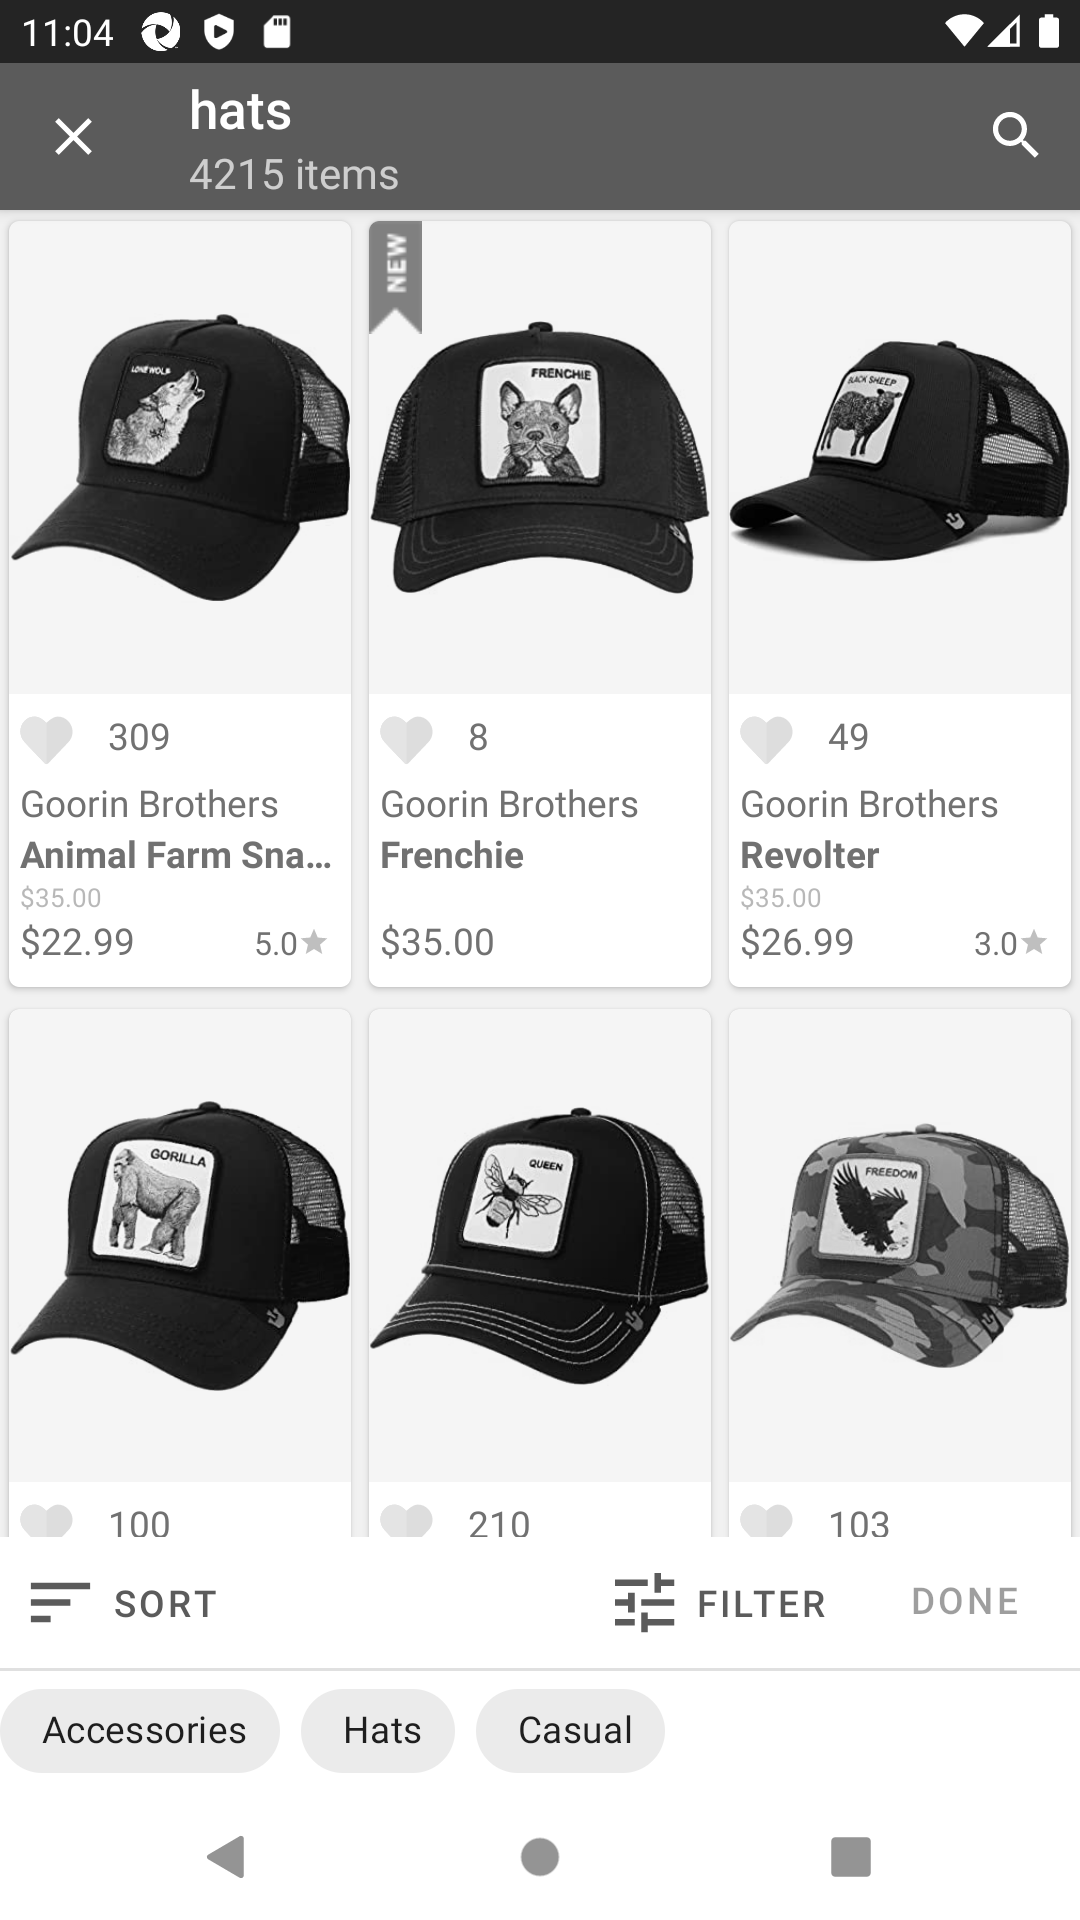 11:04
hats
4215 items
NEW
LONE WOLF
FRENCHIE
BLACK SHEEP
309
8
49
Goorin Brothers
Goorin Brothers
Goorin Brothers
Animal Farm Sna...
Frenchie
Revolter
$35.00
$35.00
$22.99
5.0
$35.00
$26.99
3.0
GORILLA
QUEEN
FREEDOM
100
210
103
SORT
FILTER
DONE
Accessories
Hats
Casual